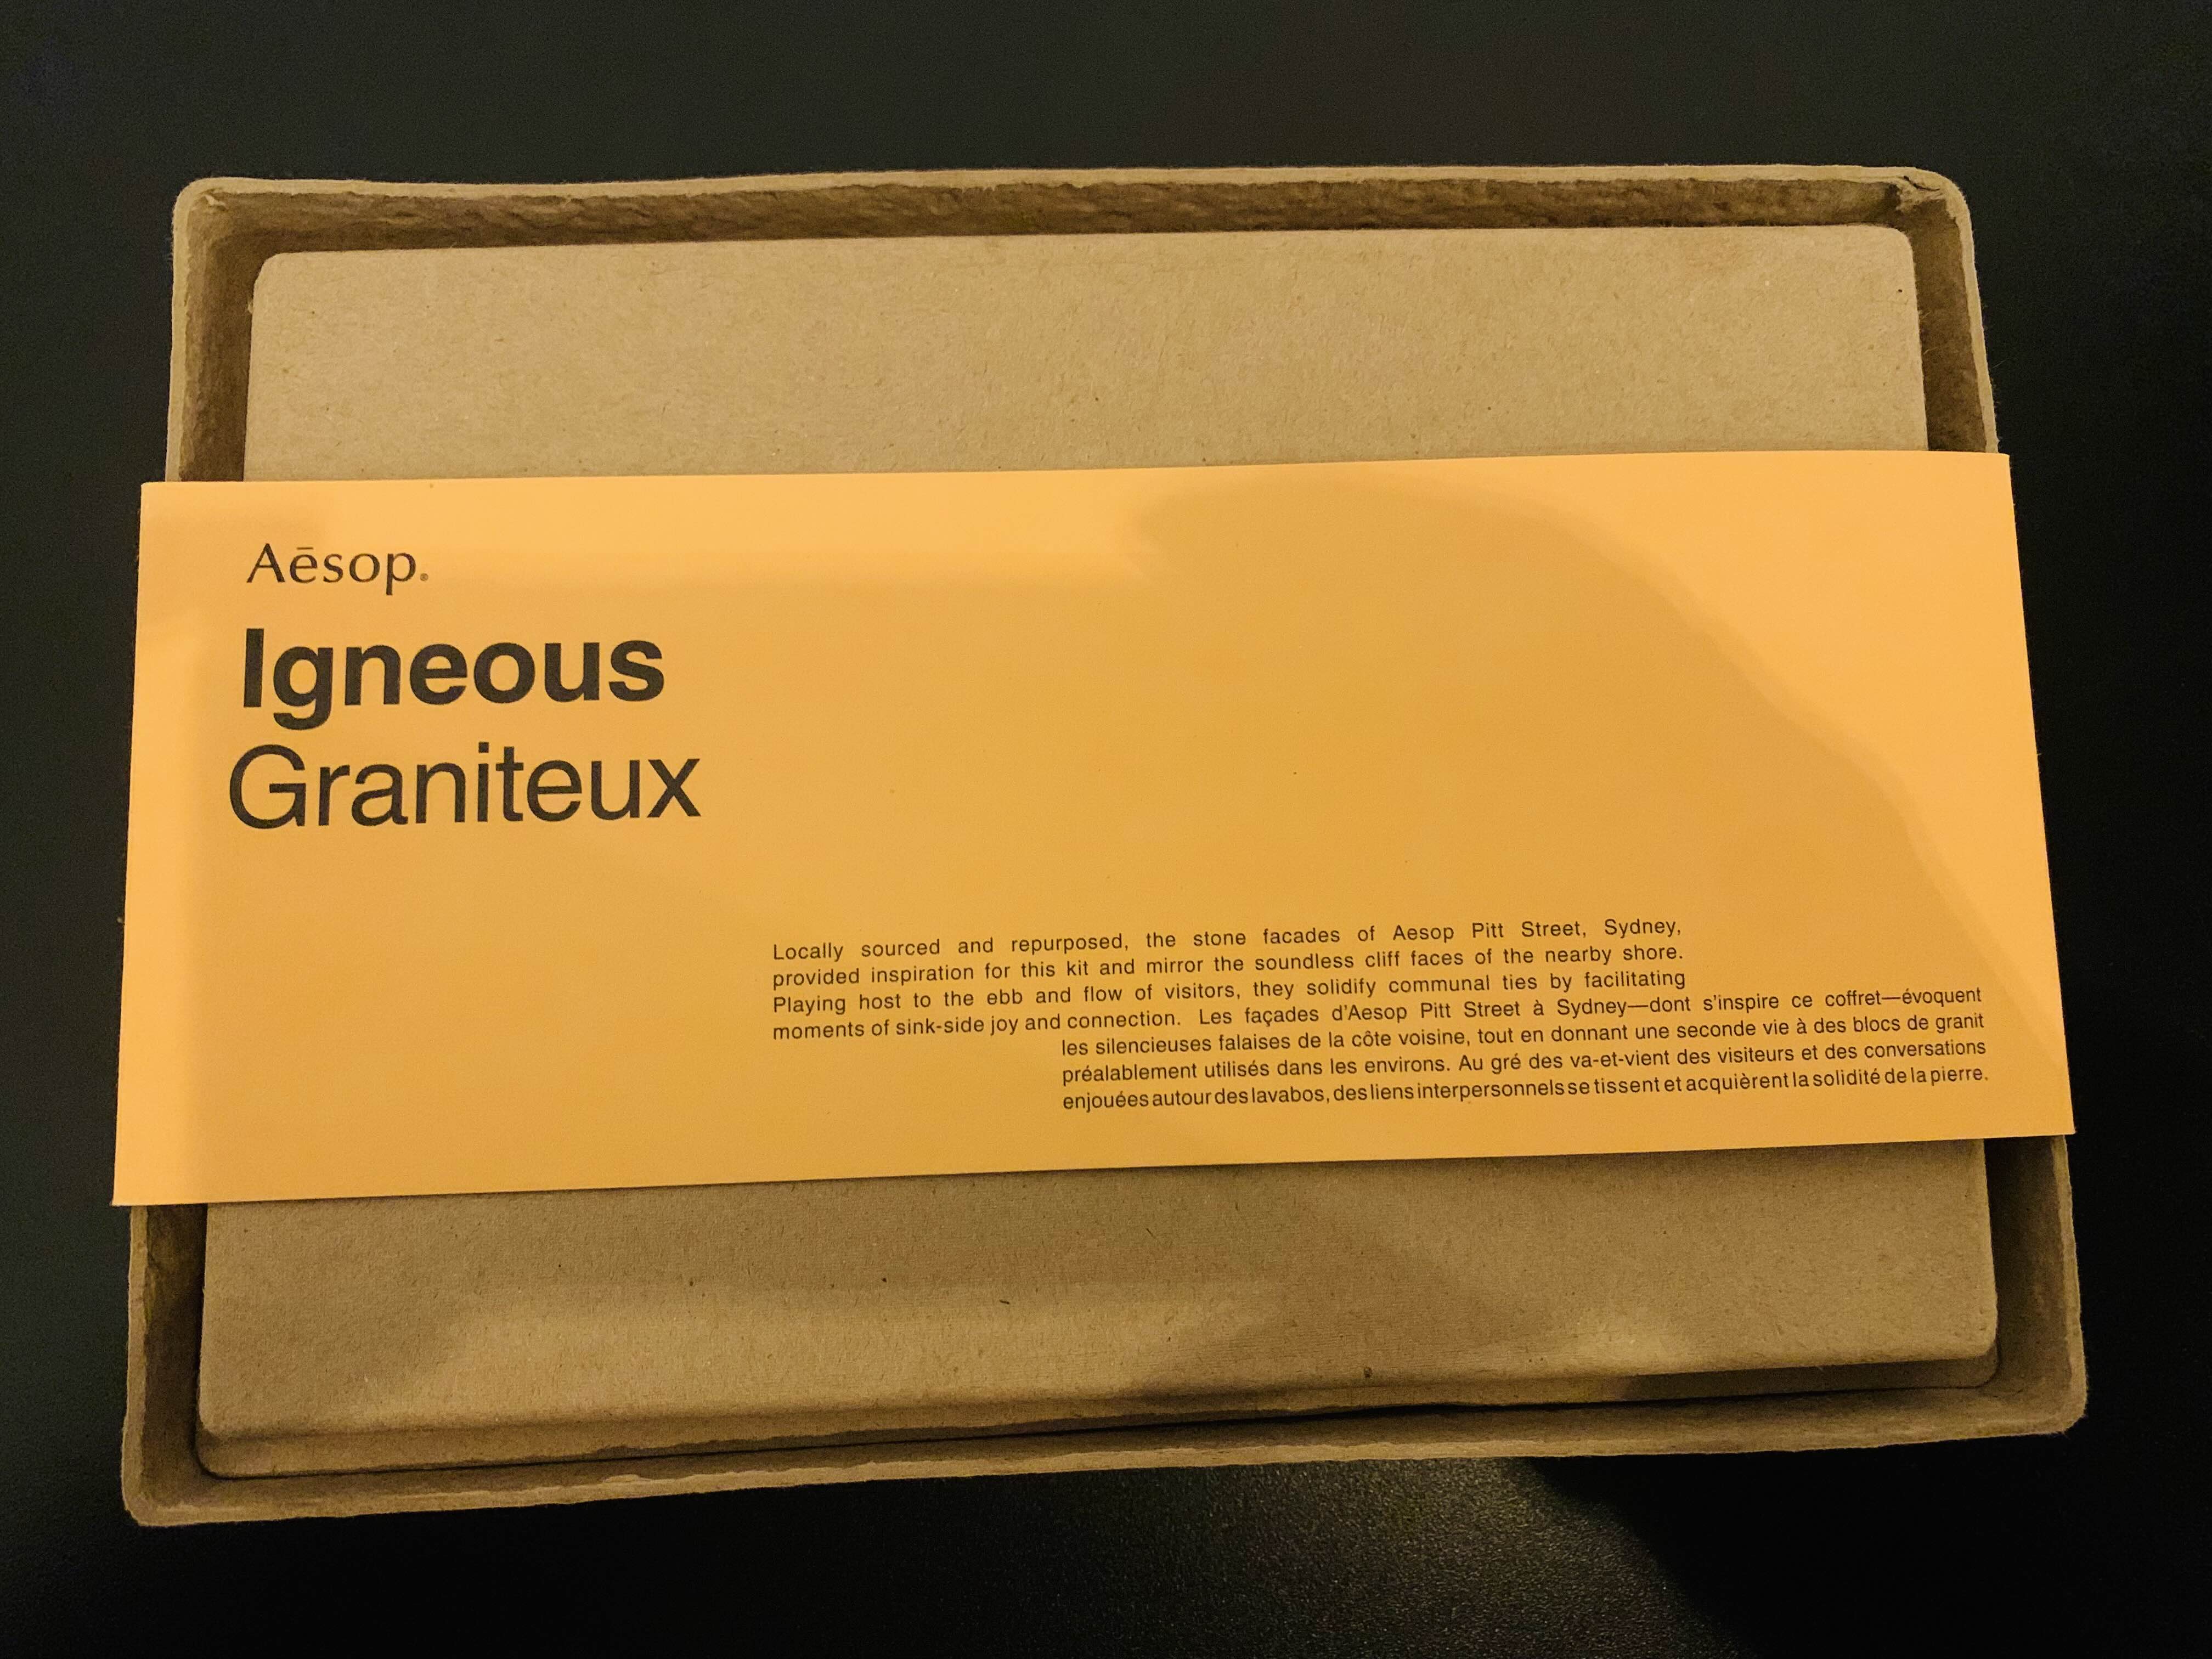 Aēsop®
Igneous
Graniteux
Locally sourced and repurposed, the stone facades of Aesop Pitt Street, Sydney,
provided inspiration for this kit and mirror the soundless cliff faces of the nearby shore.
Playing host to the ebb and flow of visitors, they solidify communal ties by facilitating
moments of sink-side joy and connection. Les façades d'Aesop Pitt Street à Sydney—dont s'inspire ce coffret—évoquent
les silencieuses falaises de la côte voisine, tout en donnant une seconde vie à des blocs de granit
préalablement utilisés dans les environs. Au gré des va-et-vient des visiteurs et des conversations
enjouées autour des lavabos, des liens interpersonnels se tissent et acquièrent la solidité de la pierre.